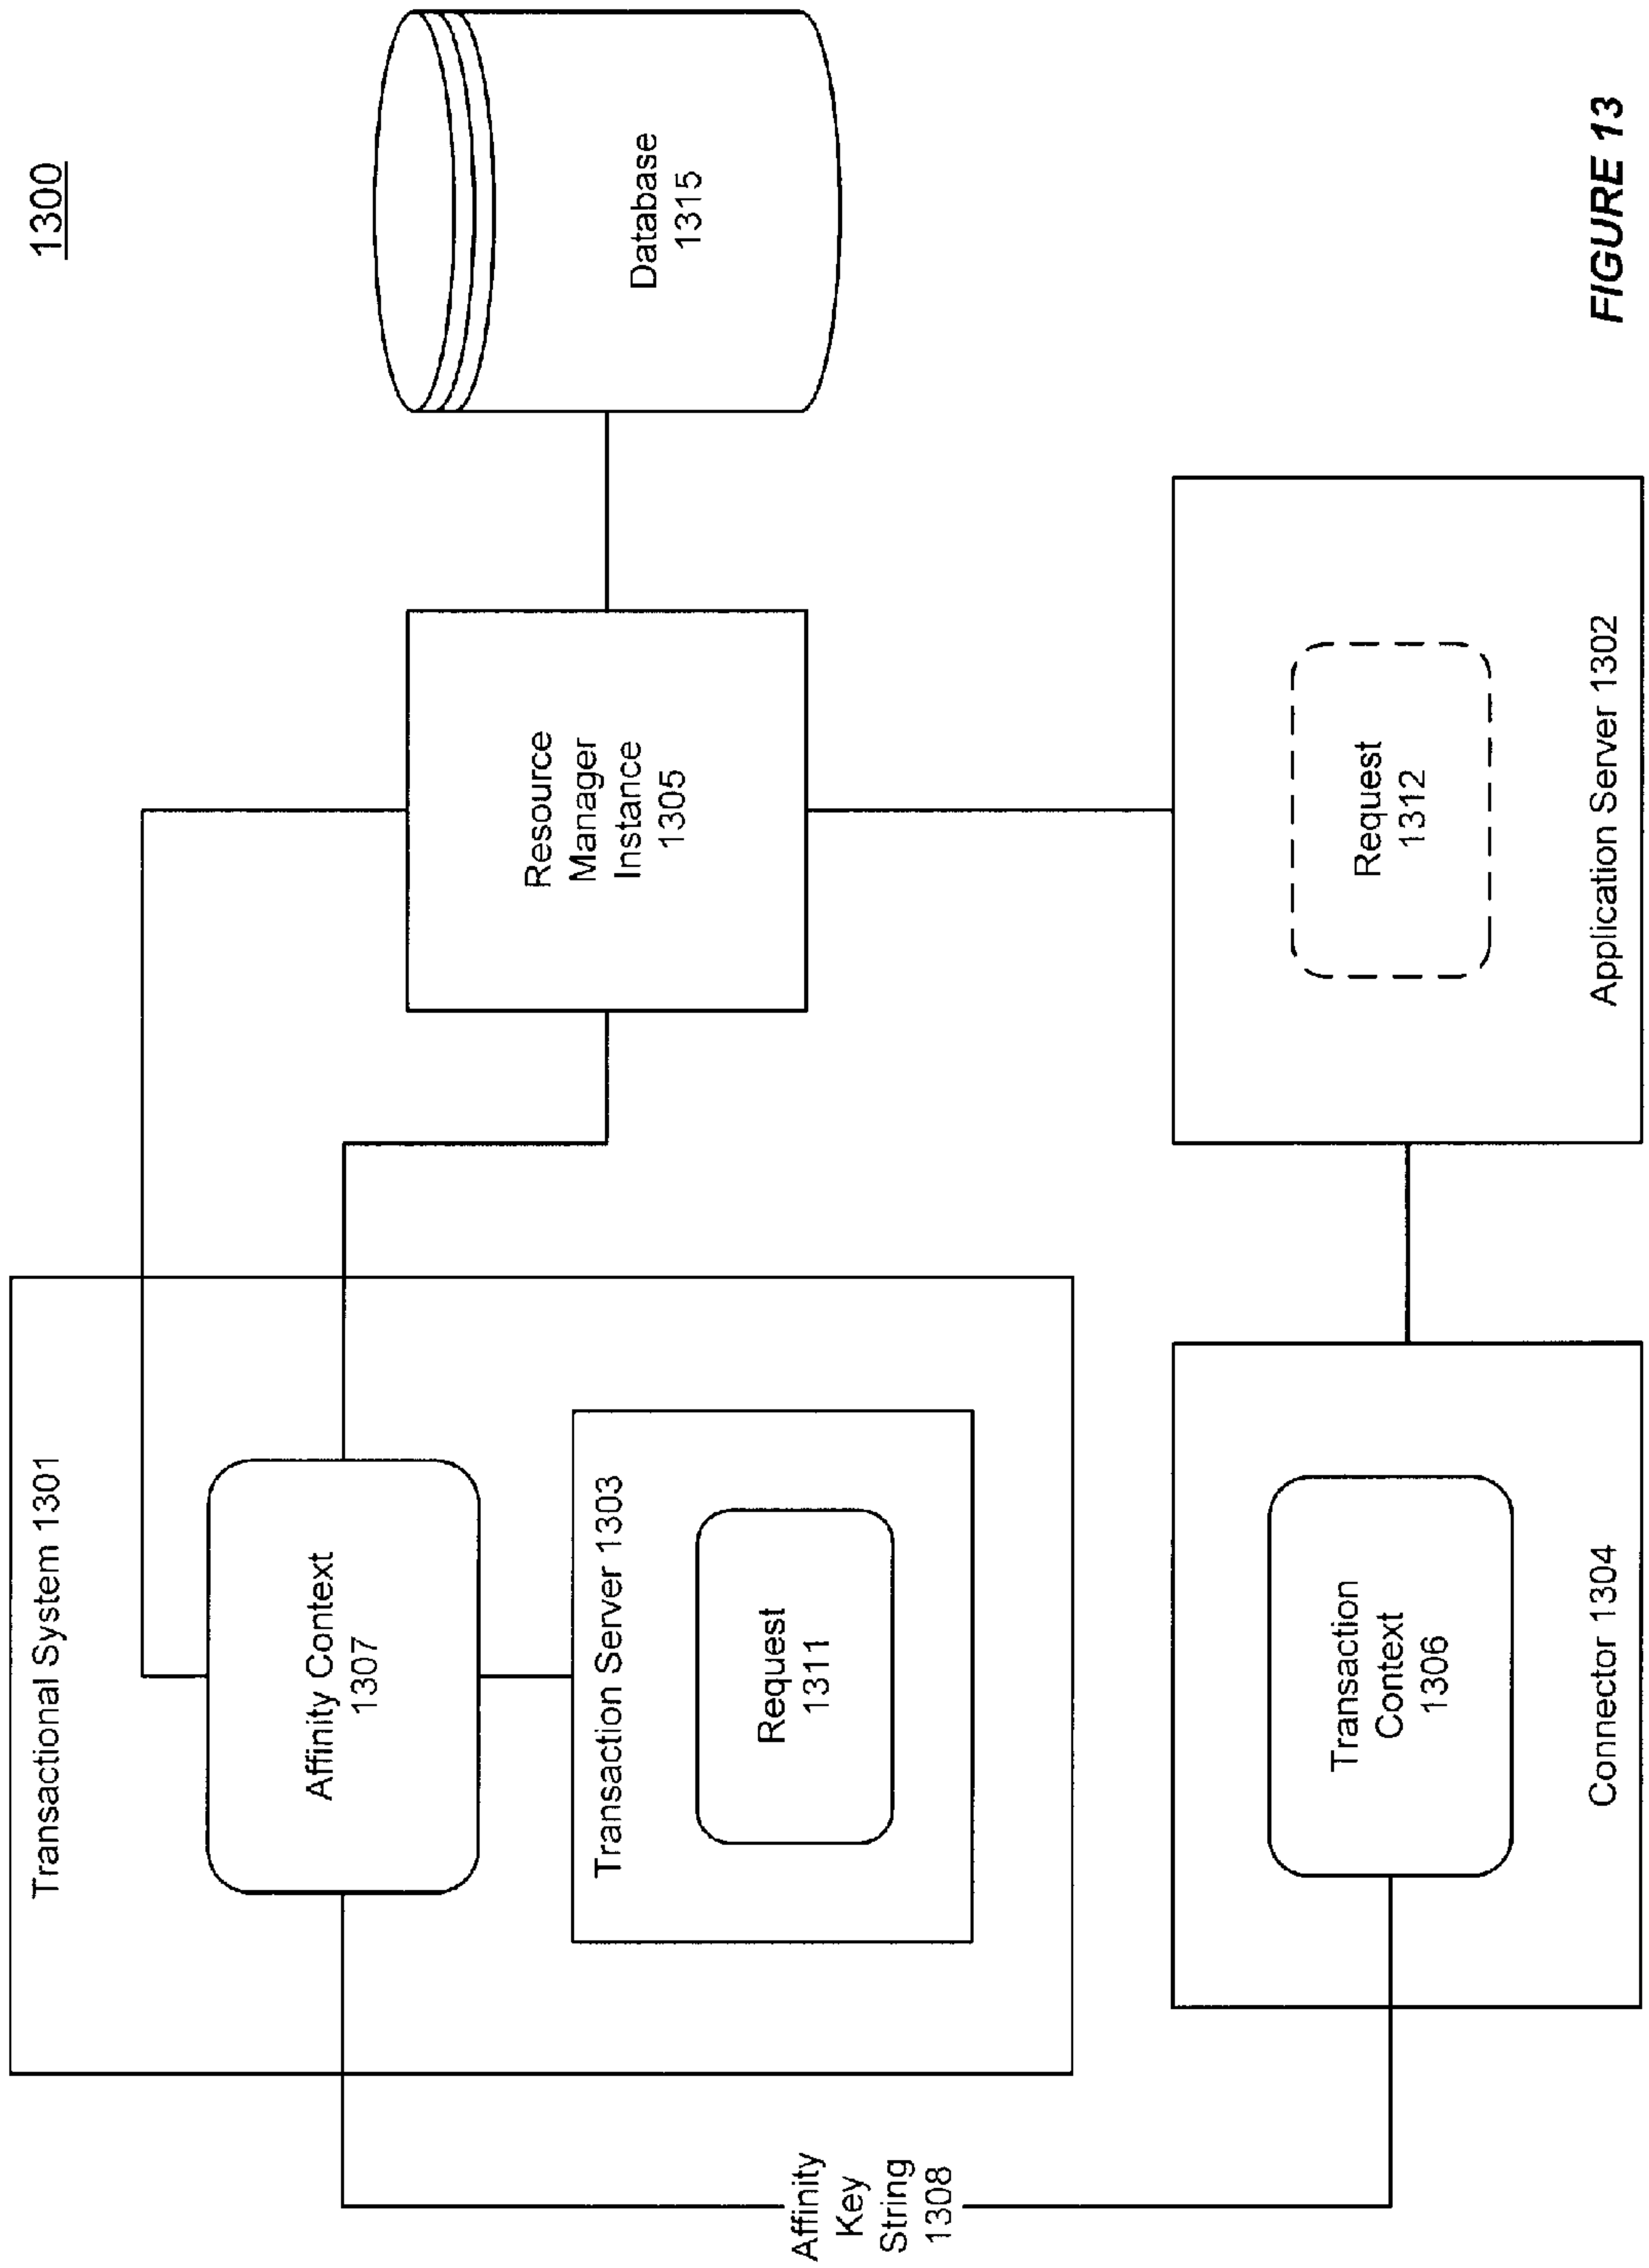 1300
Transactional System 1301
Affinity Context
1307
Transaction Server 1303
Request
1311
Resource
Manager
Instance
1305
Database
1315
Affinity
Key
String
1308
Transaction
Context
1306
Connector 1304
Request
1312
Application Server 1302
FIGURE 13